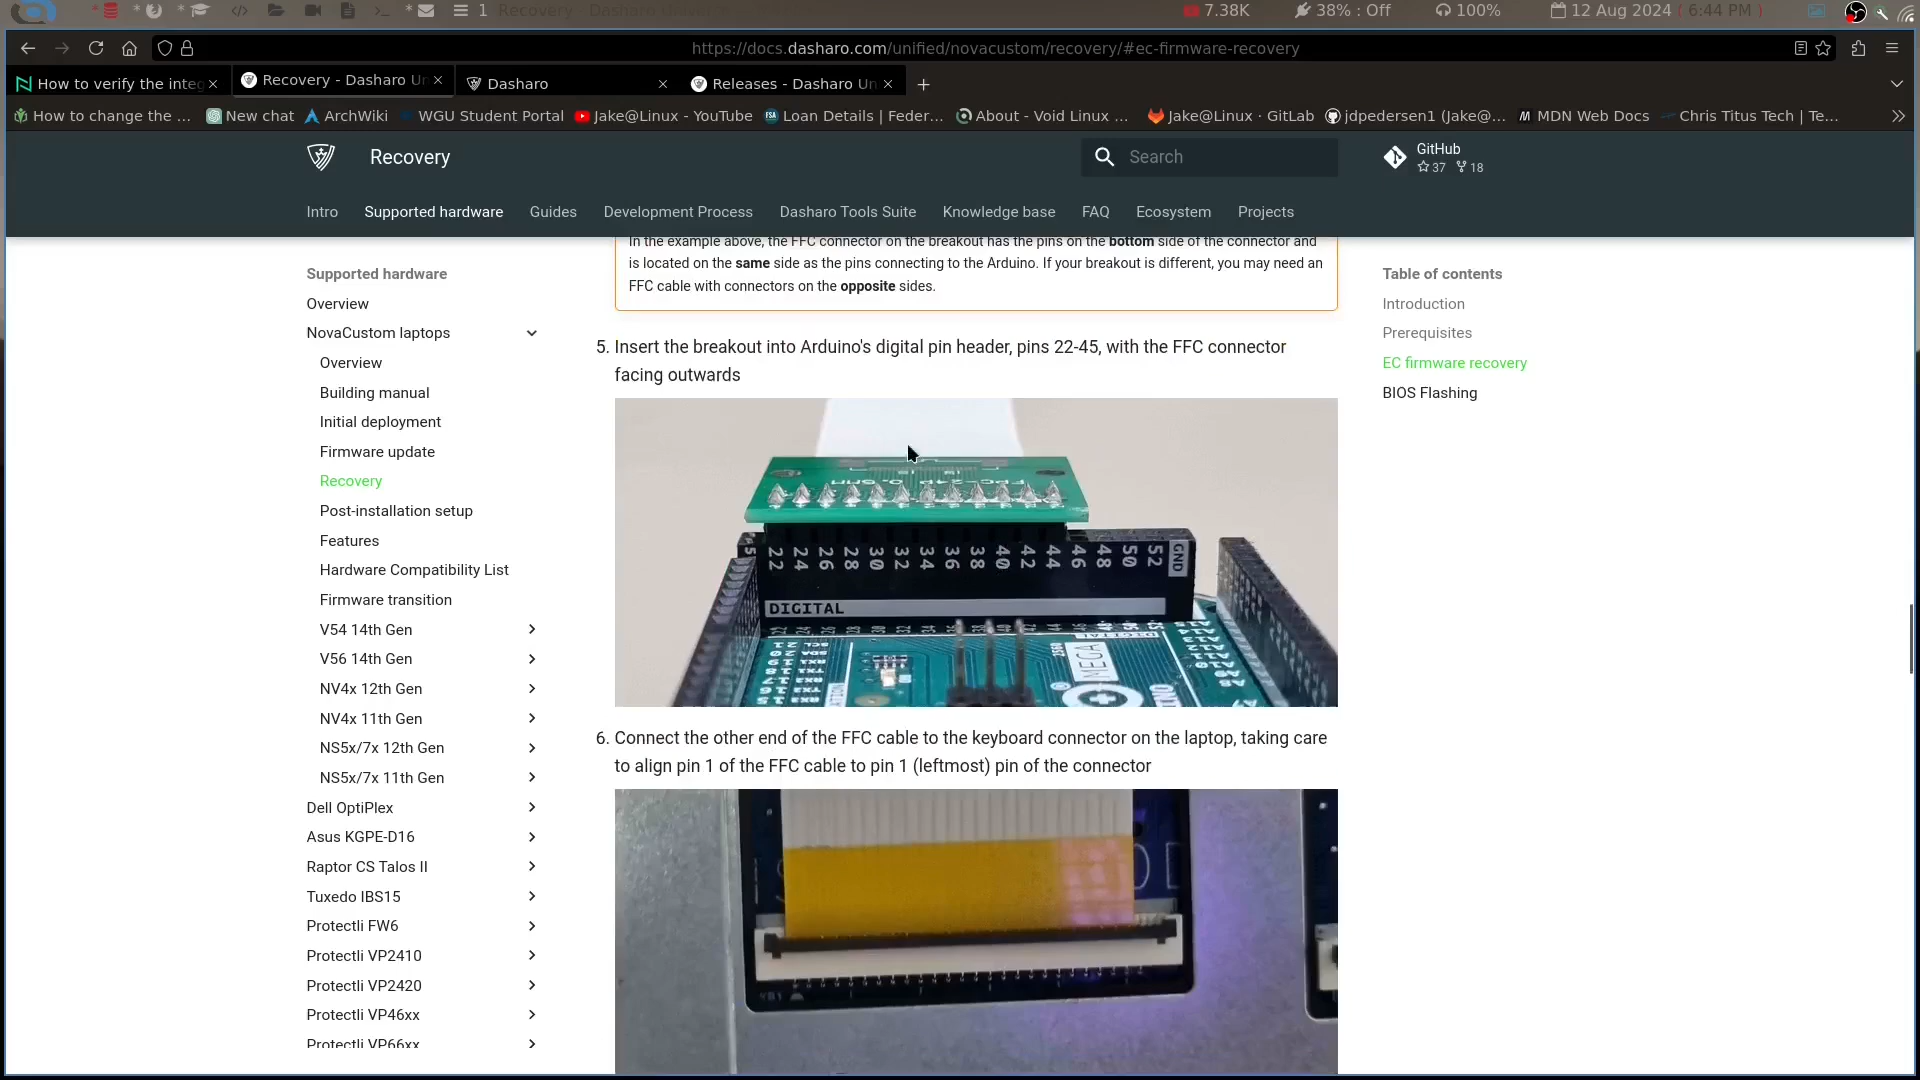 1 Recovery - Dasharo
7.38K
38% : Off
100%
12 Aug 2024 ( 6:44 PM )
https://docs.dasharo.com/unified/novacustom/recovery/#ec-firmware-recovery
How to verify the integ
Recovery - Dasharo Un
Dasharo
Releases - Dasharo Un
How to change the ...
New chat
ArchWiki
WGU Student Portal
Jake@Linux - YouTube
FSA
Loan Details | Feder...
About - Void Linux ...
Jake@Linux · GitLab
jdpedersen1 (Jake@...
MDN Web Docs
Chris Titus Tech | Te...
Recovery
Search
GitHub
37 18
Intro
Supported hardware
Guides
Development Process
Dasharo Tools Suite
Knowledge base
FAQ
Ecosystem
Projects
Supported hardware
Overview
NovaCustom laptops
Overview
Building manual
Initial deployment
Firmware update
Recovery
Post-installation setup
Features
Hardware Compatibility List
Firmware transition
V54 14th Gen
V56 14th Gen
NV4x 12th Gen
NV4x 11th Gen
NS5x/7x 12th Gen
NS5x/7x 11th Gen
Dell OptiPlex
Asus KGPE-D16
Raptor CS Talos II
Tuxedo IBS15
Protectli FW6
Protectli VP2410
Protectli VP2420
Protectli VP46xx
Protectli VP66xx
In the example above, the FFC connector on the breakout has the pins on the bottom side of the connector and
is located on the same side as the pins connecting to the Arduino. If your breakout is different, you may need an
FFC cable with connectors on the opposite sides.
5. Insert the breakout into Arduino's digital pin header, pins 22-45, with the FFC connector
facing outwards
22 24 26 28 30 32 34 36 38 40 42 44 46 48 50 52 GND
DIGITAL
MEGA
6. Connect the other end of the FFC cable to the keyboard connector on the laptop, taking care
to align pin 1 of the FFC cable to pin 1 (leftmost) pin of the connector
Table of contents
Introduction
Prerequisites
EC firmware recovery
BIOS Flashing